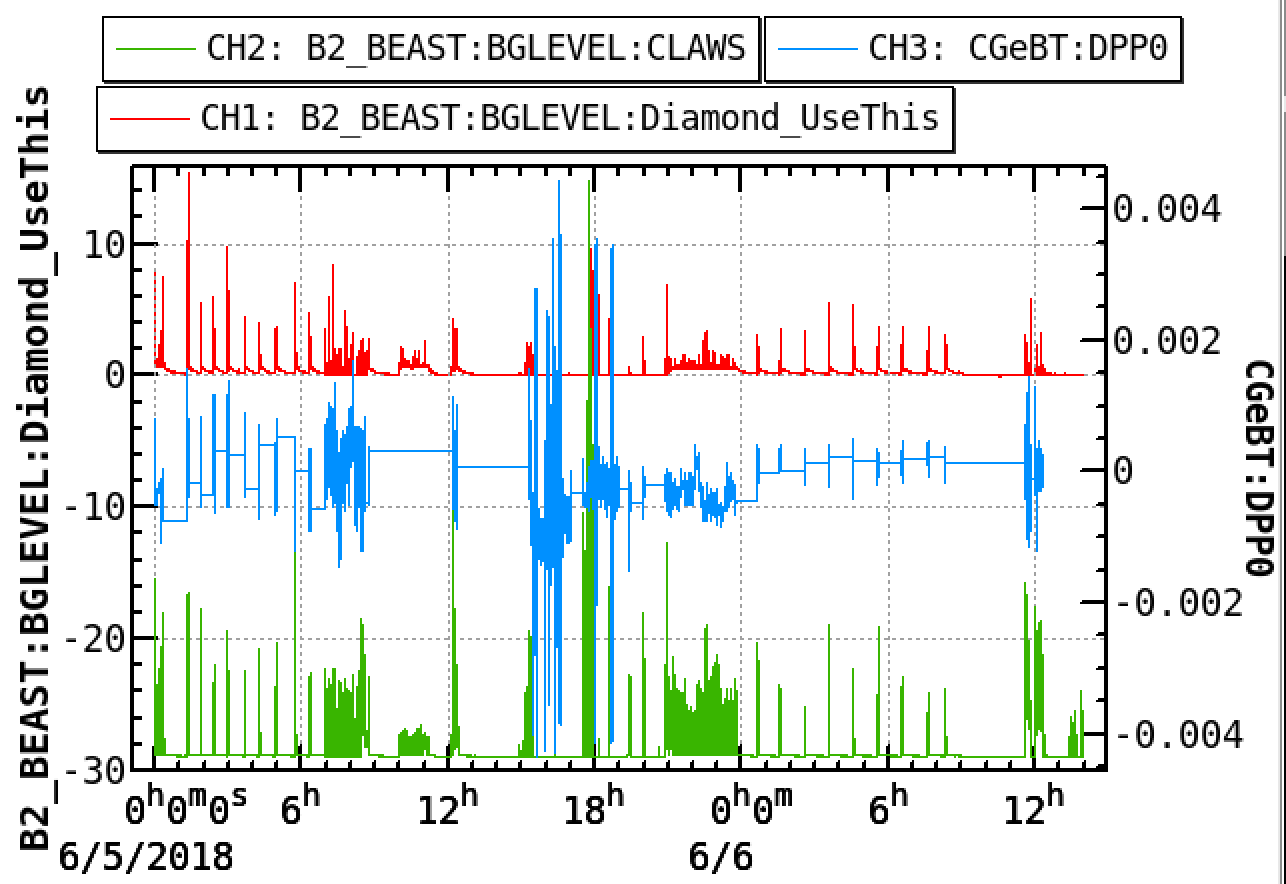 CH2: B2_BEAST:BGLEVEL:CLAWS
CH3: CGeBT:DPP0
CH1: B2_BEAST:BGLEVEL:Diamond_UseThis
B2_BEAST:BGLEVEL:Diamond_UseThis
10
0
-10
-20
-30
0.004
0.002
0
-0.002
-0.004
CGeBT:DPP0
0h0m0s
6h
12h
18h
0h0m
6h
12h
6/5/2018
6/6